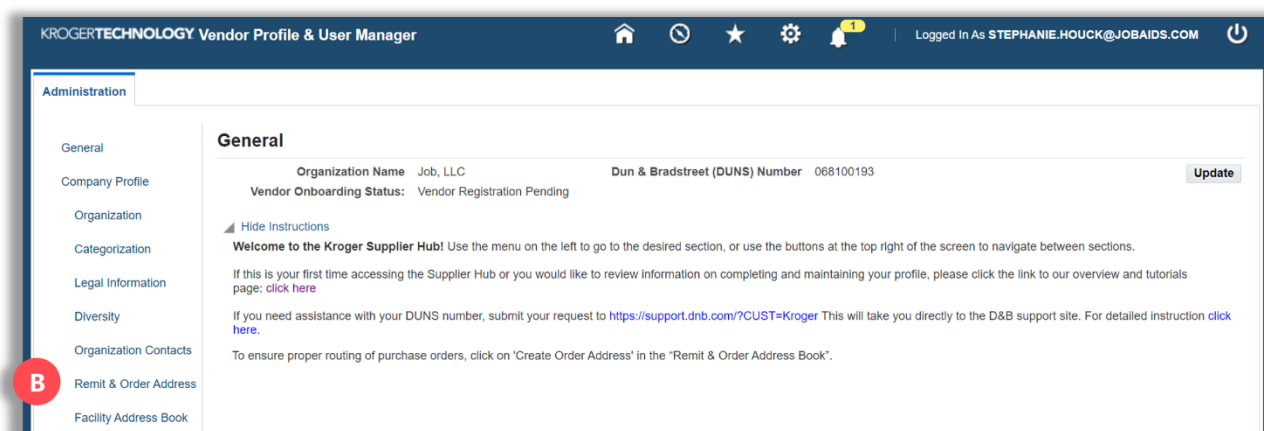 KROGERTECHNOLOGY Vendor Profile & User Manager
1
Logged In As STEPHANIE.HOUCK@JOBAIDS.COM
Administration
General
Company Profile
Organization
Categorization
Legal Information
Diversity
Organization Contacts
B
Remit & Order Address
Facility Address Book
General
Organization Name Job, LLC
Dun & Bradstreet (DUNS) Number 068100193
Update
Vendor Onboarding Status: Vendor Registration Pending
Hide Instructions
Welcome to the Kroger Supplier Hub! Use the menu on the left to go to the desired section, or use the buttons at the top right of the screen to navigate between sections.
If this is your first time accessing the Supplier Hub or you would like to review information on completing and maintaining your profile, please click the link to our overview and tutorials
page: click here
If you need assistance with your DUNS number, submit your request to https://support.dnb.com/?CUST=Kroger This will take you directly to the D&B support site. For detailed instruction click
here.
To ensure proper routing of purchase orders, click on 'Create Order Address' in the “Remit & Order Address Book”.